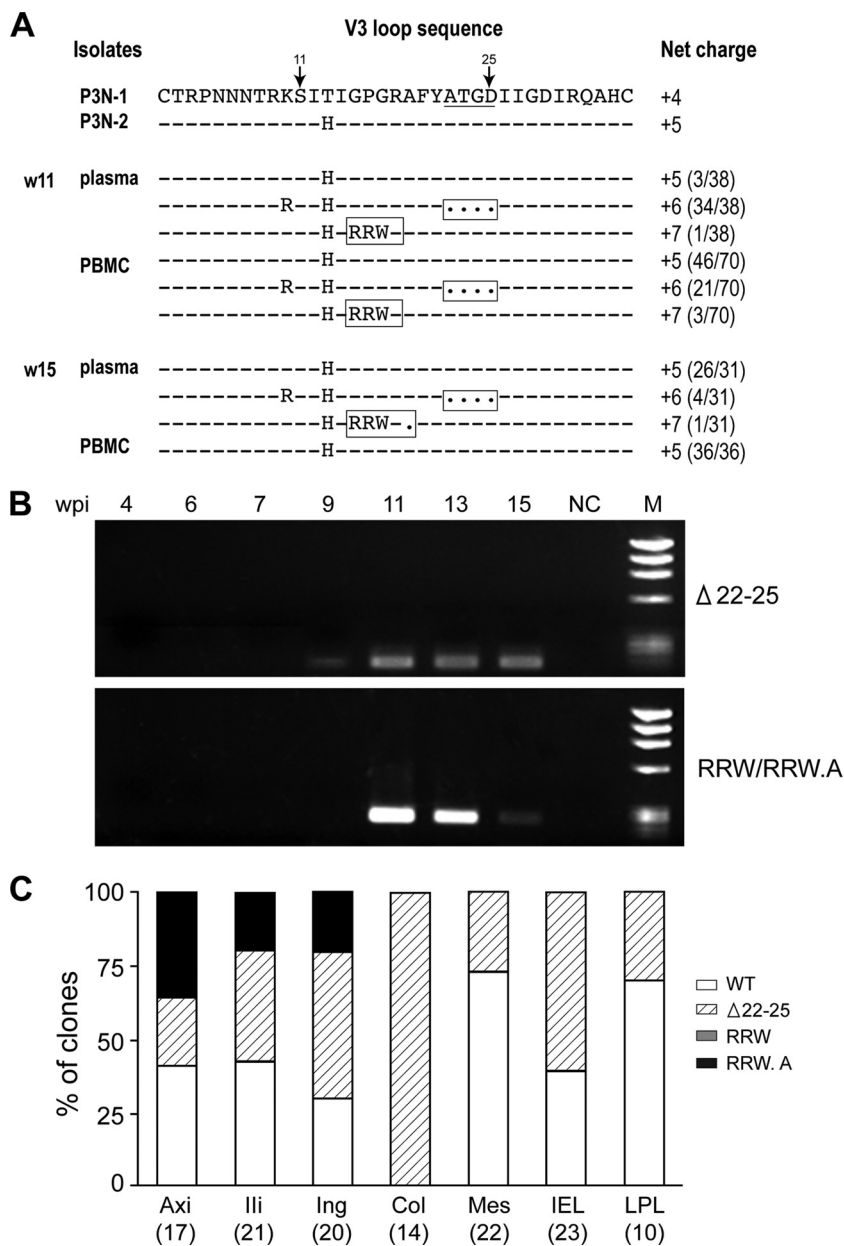 A
V3 loop sequence
Isolates
Net charge
11 25
P3N-1 CTRPNNNTRKSITIGPGRAFYATGDIIGDIRQAHC +4
P3N-2 ------------H---------------------- +5
w11 plasma ------------H---------------------- +5 (3/38)
---------R--H--------....---------- +6 (34/38)
------------H-RRW------------------ +7 (1/38)
PBMC ------------H---------------------- +5 (46/70)
---------R--H--------....---------- +6 (21/70)
------------H-RRW------------------ +7 (3/70)
w15 plasma ------------H---------------------- +5 (26/31)
---------R--H--------....---------- +6 (4/31)
------------H-RRW-.---------------- +7 (1/31)
PBMC ------------H---------------------- +5 (36/36)
B
wpi 4 6 7 9 11 13 15 NC M
Δ22-25
RRW/RRW.A
C
% of clones
100
75
50
25
0
WT
Δ22-25
RRW
RRW. A
Axi Ili Ing Col Mes IEL LPL
(17) (21) (20) (14) (22) (23) (10)